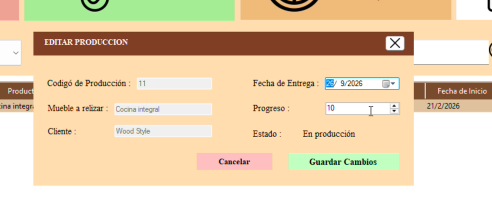 EDITAR PRODUCCION
Codigó de Producción : 11
Fecha de Entrega : 25/ 9/2026
Mueble a relizar : Cocina integral
Progreso : 10
Cliente : Wood Style
Estado : En producción
Cancelar
Guardar Cambios
Product
Fecha de Inicio
ina integra
21/2/2026